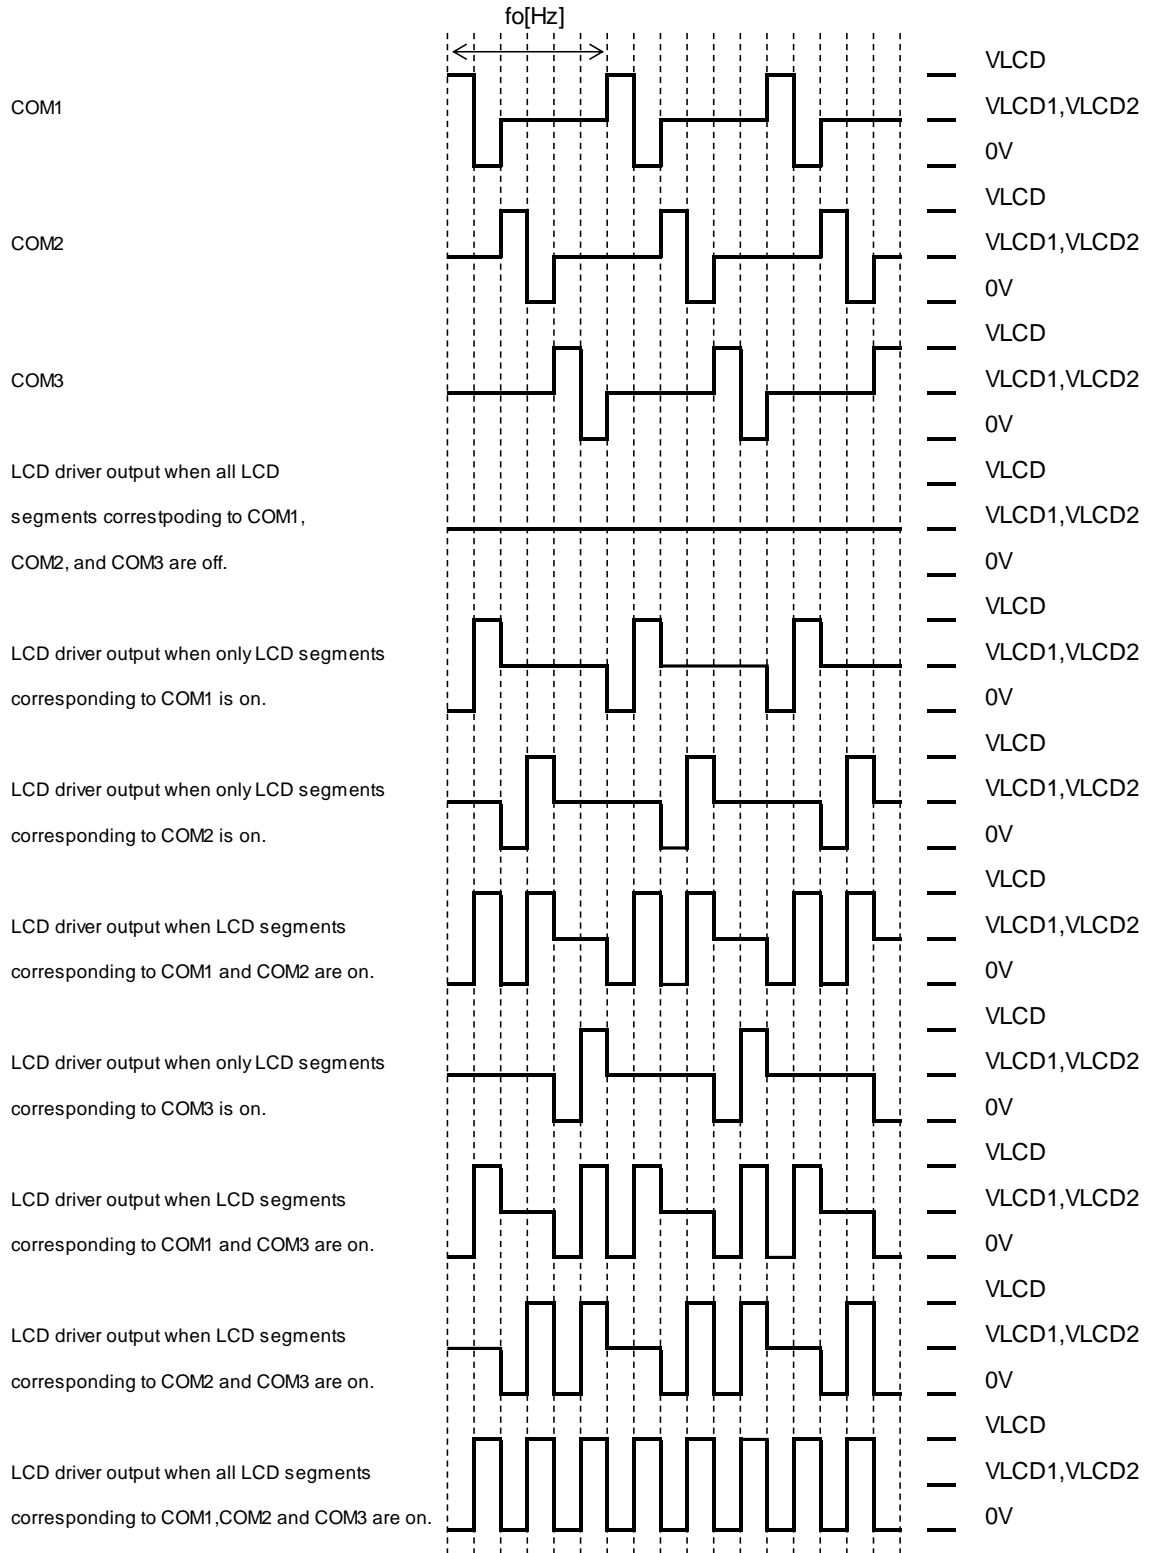 fo[Hz]
VLCD
COM1
VLCD1,VLCD2
0V
VLCD
COM2
VLCD1,VLCD2
0V
VLCD
COM3
VLCD1,VLCD2
0V
LCD driver output when all LCD
VLCD
segments correstpoding to COM1,
VLCD1,VLCD2
COM2, and COM3 are off.
0V
VLCD
LCD driver output when only LCD segments
VLCD1,VLCD2
corresponding to COM1 is on.
0V
VLCD
LCD driver output when only LCD segments
VLCD1,VLCD2
corresponding to COM2 is on.
0V
VLCD
LCD driver output when LCD segments
VLCD1,VLCD2
corresponding to COM1 and COM2 are on.
0V
VLCD
LCD driver output when only LCD segments
VLCD1,VLCD2
corresponding to COM3 is on.
0V
VLCD
LCD driver output when LCD segments
VLCD1,VLCD2
corresponding to COM1 and COM3 are on.
0V
VLCD
LCD driver output when LCD segments
VLCD1,VLCD2
corresponding to COM2 and COM3 are on.
0V
VLCD
LCD driver output when all LCD segments
VLCD1,VLCD2
corresponding to COM1,COM2 and COM3 are on.
0V